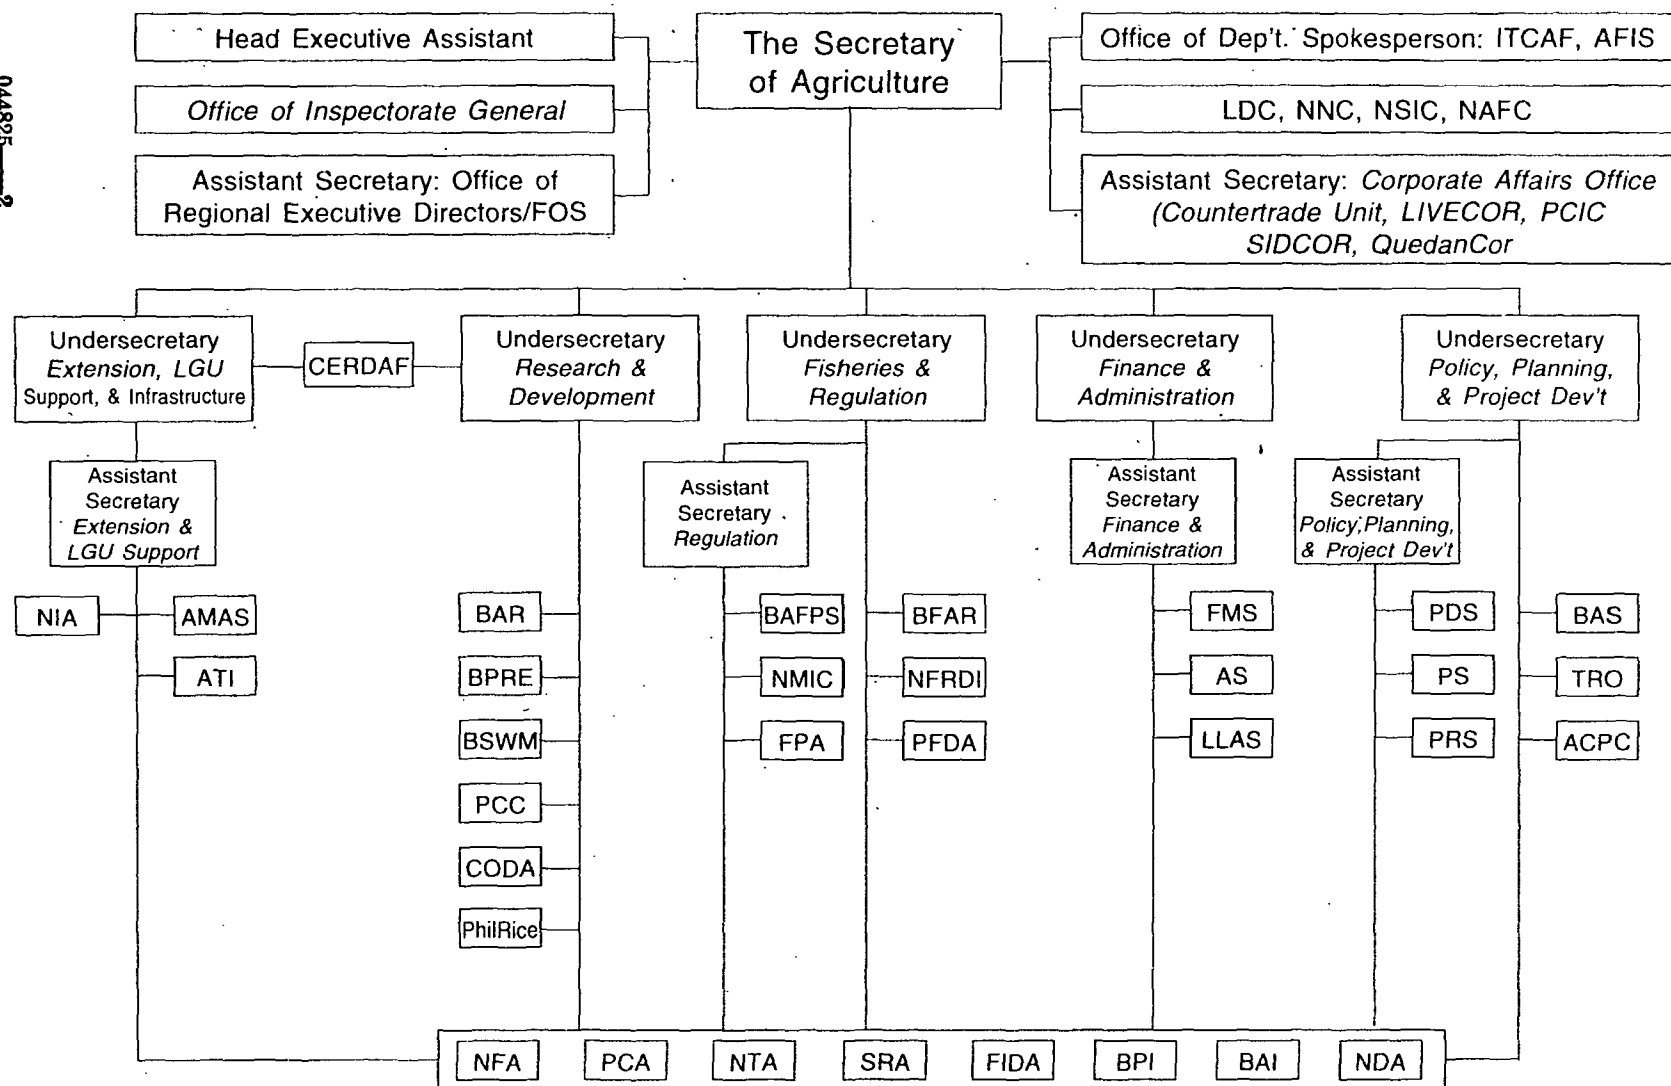 044825
Head Executive Assistant
Office of Inspectorate General
Assistant Secretary: Office of
Regional Executive Directors/FOS
The Secretary
of Agriculture
Office of Dep't. Spokesperson: ITCAF, AFIS
LDC, NNC, NSIC, NAFC
Assistant Secretary: Corporate Affairs Office
(Countertrade Unit, LIVECOR, PCIC
SIDCOR, QuedanCor
Undersecretary
Extension, LGU
Support, & Infrastructure
CERDAF
Undersecretary
Research &
Development
Undersecretary
Fisheries &
Regulation
Undersecretary
Finance &
Administration
Undersecretary
Policy, Planning,
& Project Dev't
Assistant
Secretary
Extension &
LGU Support
Assistant
Secretary
Regulation
Assistant
Secretary
Finance &
Administration
Assistant
Secretary
Policy, Planning,
& Project Dev't
NIA
AMAS
ATI
BAR
BPRE
BSWM
PCC
CODA
PhilRice
BAFPS
NMIC
FPA
BFAR
NFRDI
PFDA
FMS
AS
LLAS
PDS
PS
PRS
BAS
TRO
ACPC
NFA
PCA
NTA
SRA
FIDA
BPI
BAI
NDA